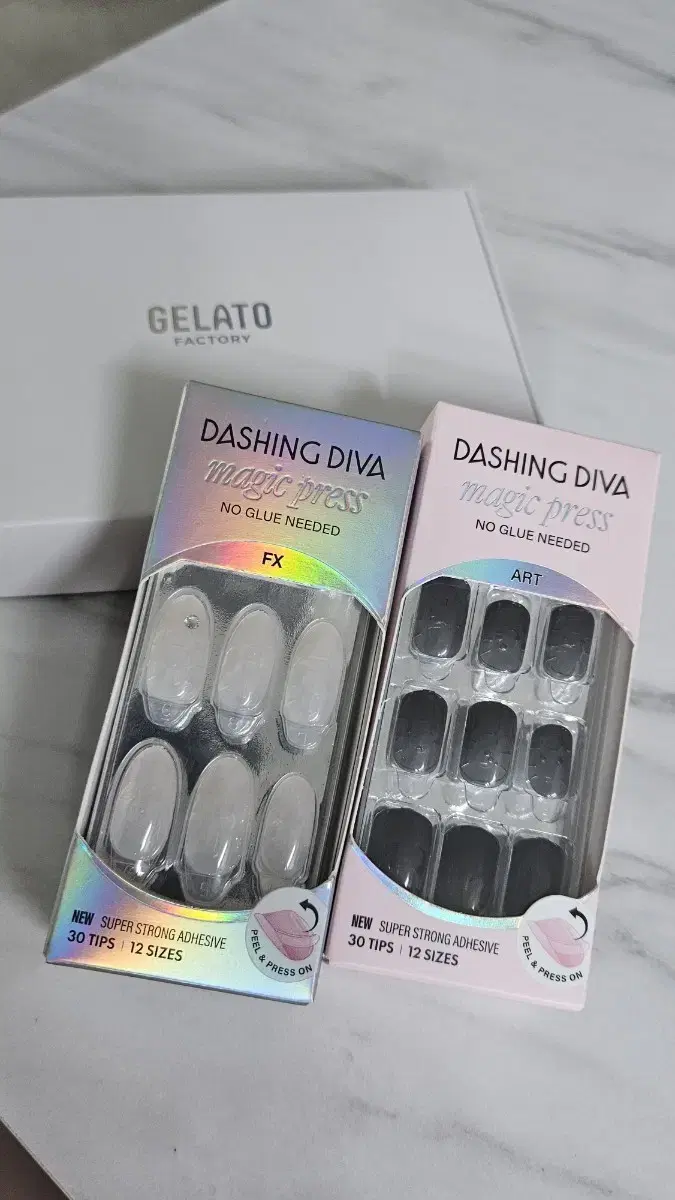 GELATO
FACTORY
DASHING DIVA
magic press
NO GLUE NEEDED
FX
NEW SUPER STRONG ADHESIVE
30 TIPS | 12 SIZES
PEEL & PRESS ON
DASHING DIVA
magic press
NO GLUE NEEDED
ART
NEW SUPER STRONG ADHESIVE
30 TIPS | 12 SIZES
PEEL & PRESS ON